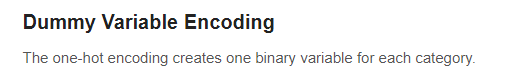 Dummy Variable Encoding
The one-hot encoding creates one binary variable for each category.